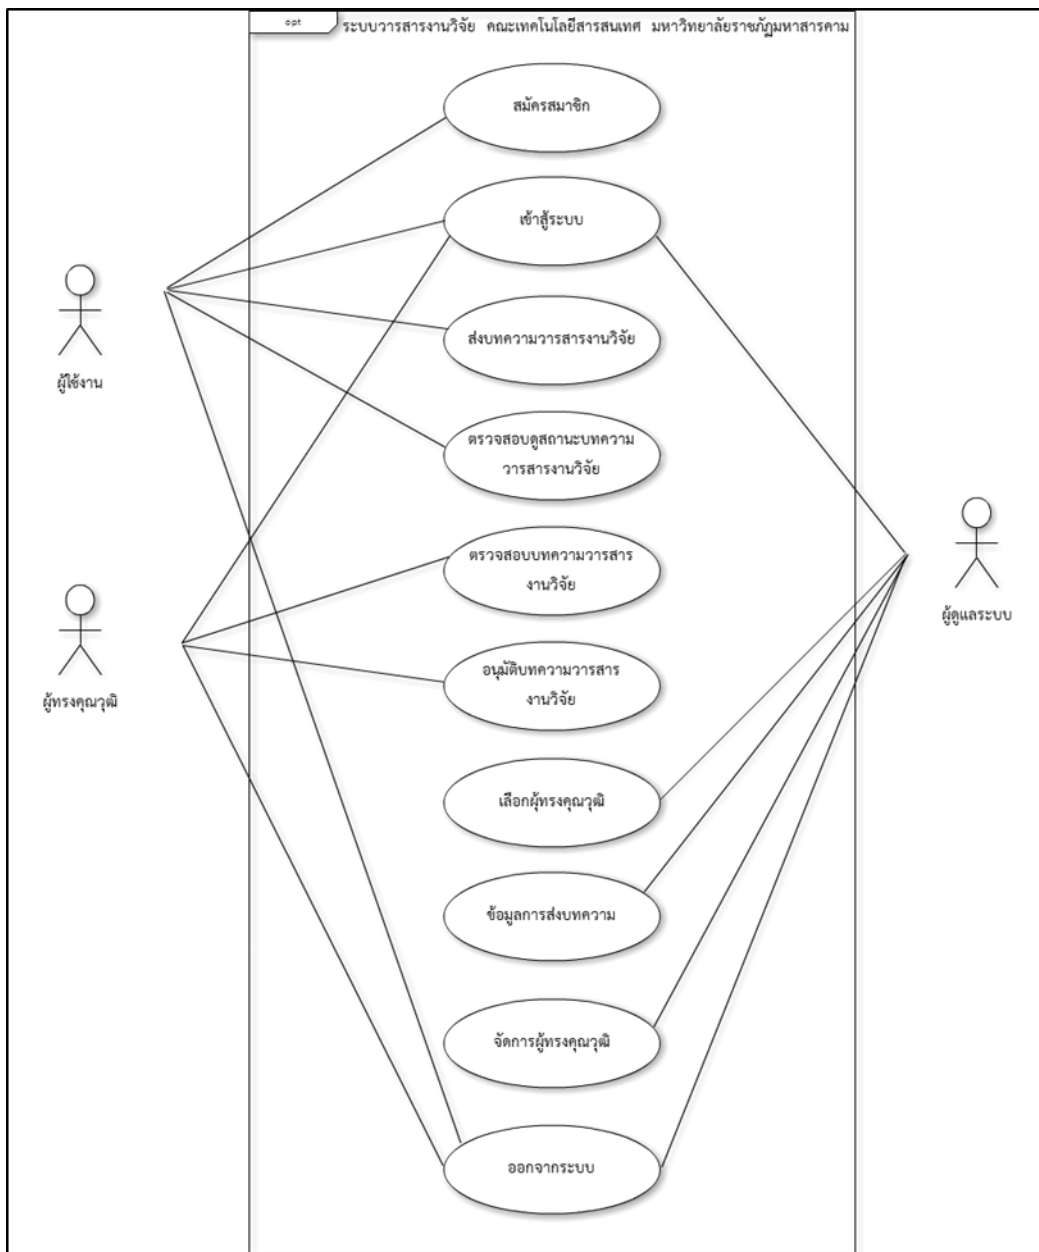 opt
ระบบวารสารงานวิจัย คณะเทคโนโลยีสารสนเทศ มหาวิทยาลัยราชภัฏมหาสารคาม
สมัครสมาชิก
เข้าสู่ระบบ
ส่งบทความวารสารงานวิจัย
ผู้ใช้งาน
ตรวจสอบดูสถานะบทความ
วารสารงานวิจัย
ตรวจสอบบทความวารสาร
งานวิจัย
ผู้ดูแลระบบ
อนุมัติบทความวารสาร
งานวิจัย
ผู้ทรงคุณวุฒิ
เลือกผู้ทรงคุณวุฒิ
ข้อมูลการส่งบทความ
จัดการผู้ทรงคุณวุฒิ
ออกจากระบบ